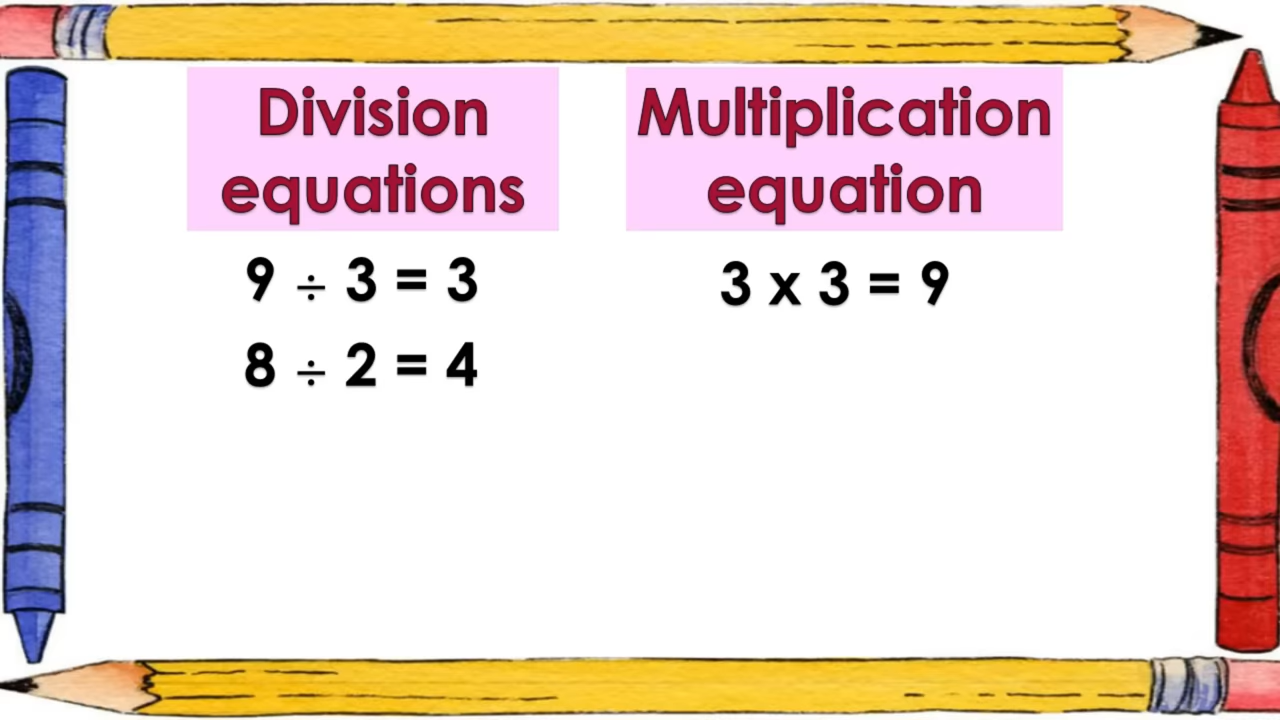 Division
equations
Multiplication
equation
9 ÷ 3 = 3
3 x 3 = 9
8 ÷ 2 = 4